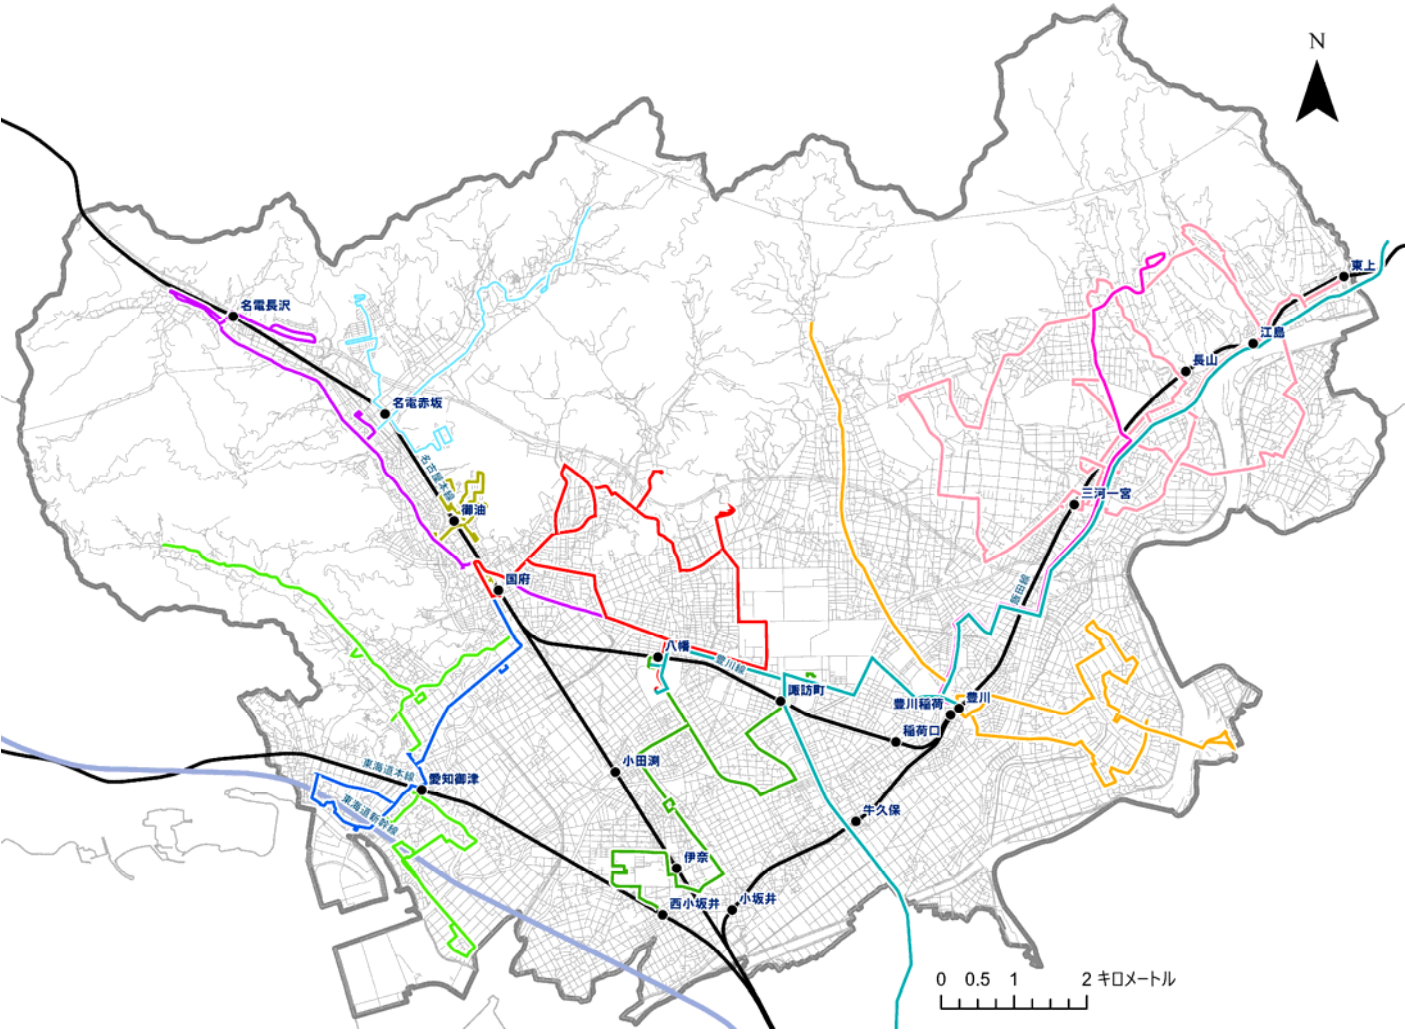 N
東上
名電長沢
江島
長山
名電赤坂
名古屋本線
三河一宮
御油
国府
飯田線
八幡
豊川線
諏訪町
豊川稲荷
豊川
稲荷口
東海道本線
愛知御津
小田渕
東海道新幹線
牛久保
伊奈
西小坂井
小坂井
0 0.5 1 2 キロメートル